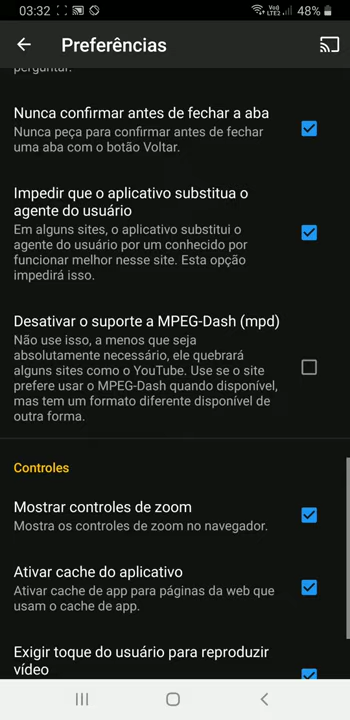 03:32
Vo))
LTE2
48%
Preferências
perguntar.
Nunca confirmar antes de fechar a aba
Nunca peça para confirmar antes de fechar
uma aba com o botão Voltar.
Impedir que o aplicativo substitua o
agente do usuário
Em alguns sites, o aplicativo substitui o
agente do usuário por um conhecido por
funcionar melhor nesse site. Esta opção
impedirá isso.
Desativar o suporte a MPEG-Dash (mpd)
Não use isso, a menos que seja
absolutamente necessário, ele quebrará
alguns sites como o YouTube. Use se o site
prefere usar o MPEG-Dash quando disponível,
mas tem um formato diferente disponível de
outra forma.
Controles
Mostrar controles de zoom
Mostra os controles de zoom no navegador.
Ativar cache do aplicativo
Ativar cache de app para páginas da web que
usam o cache de app.
Exigir toque do usuário para reproduzir
vídeo